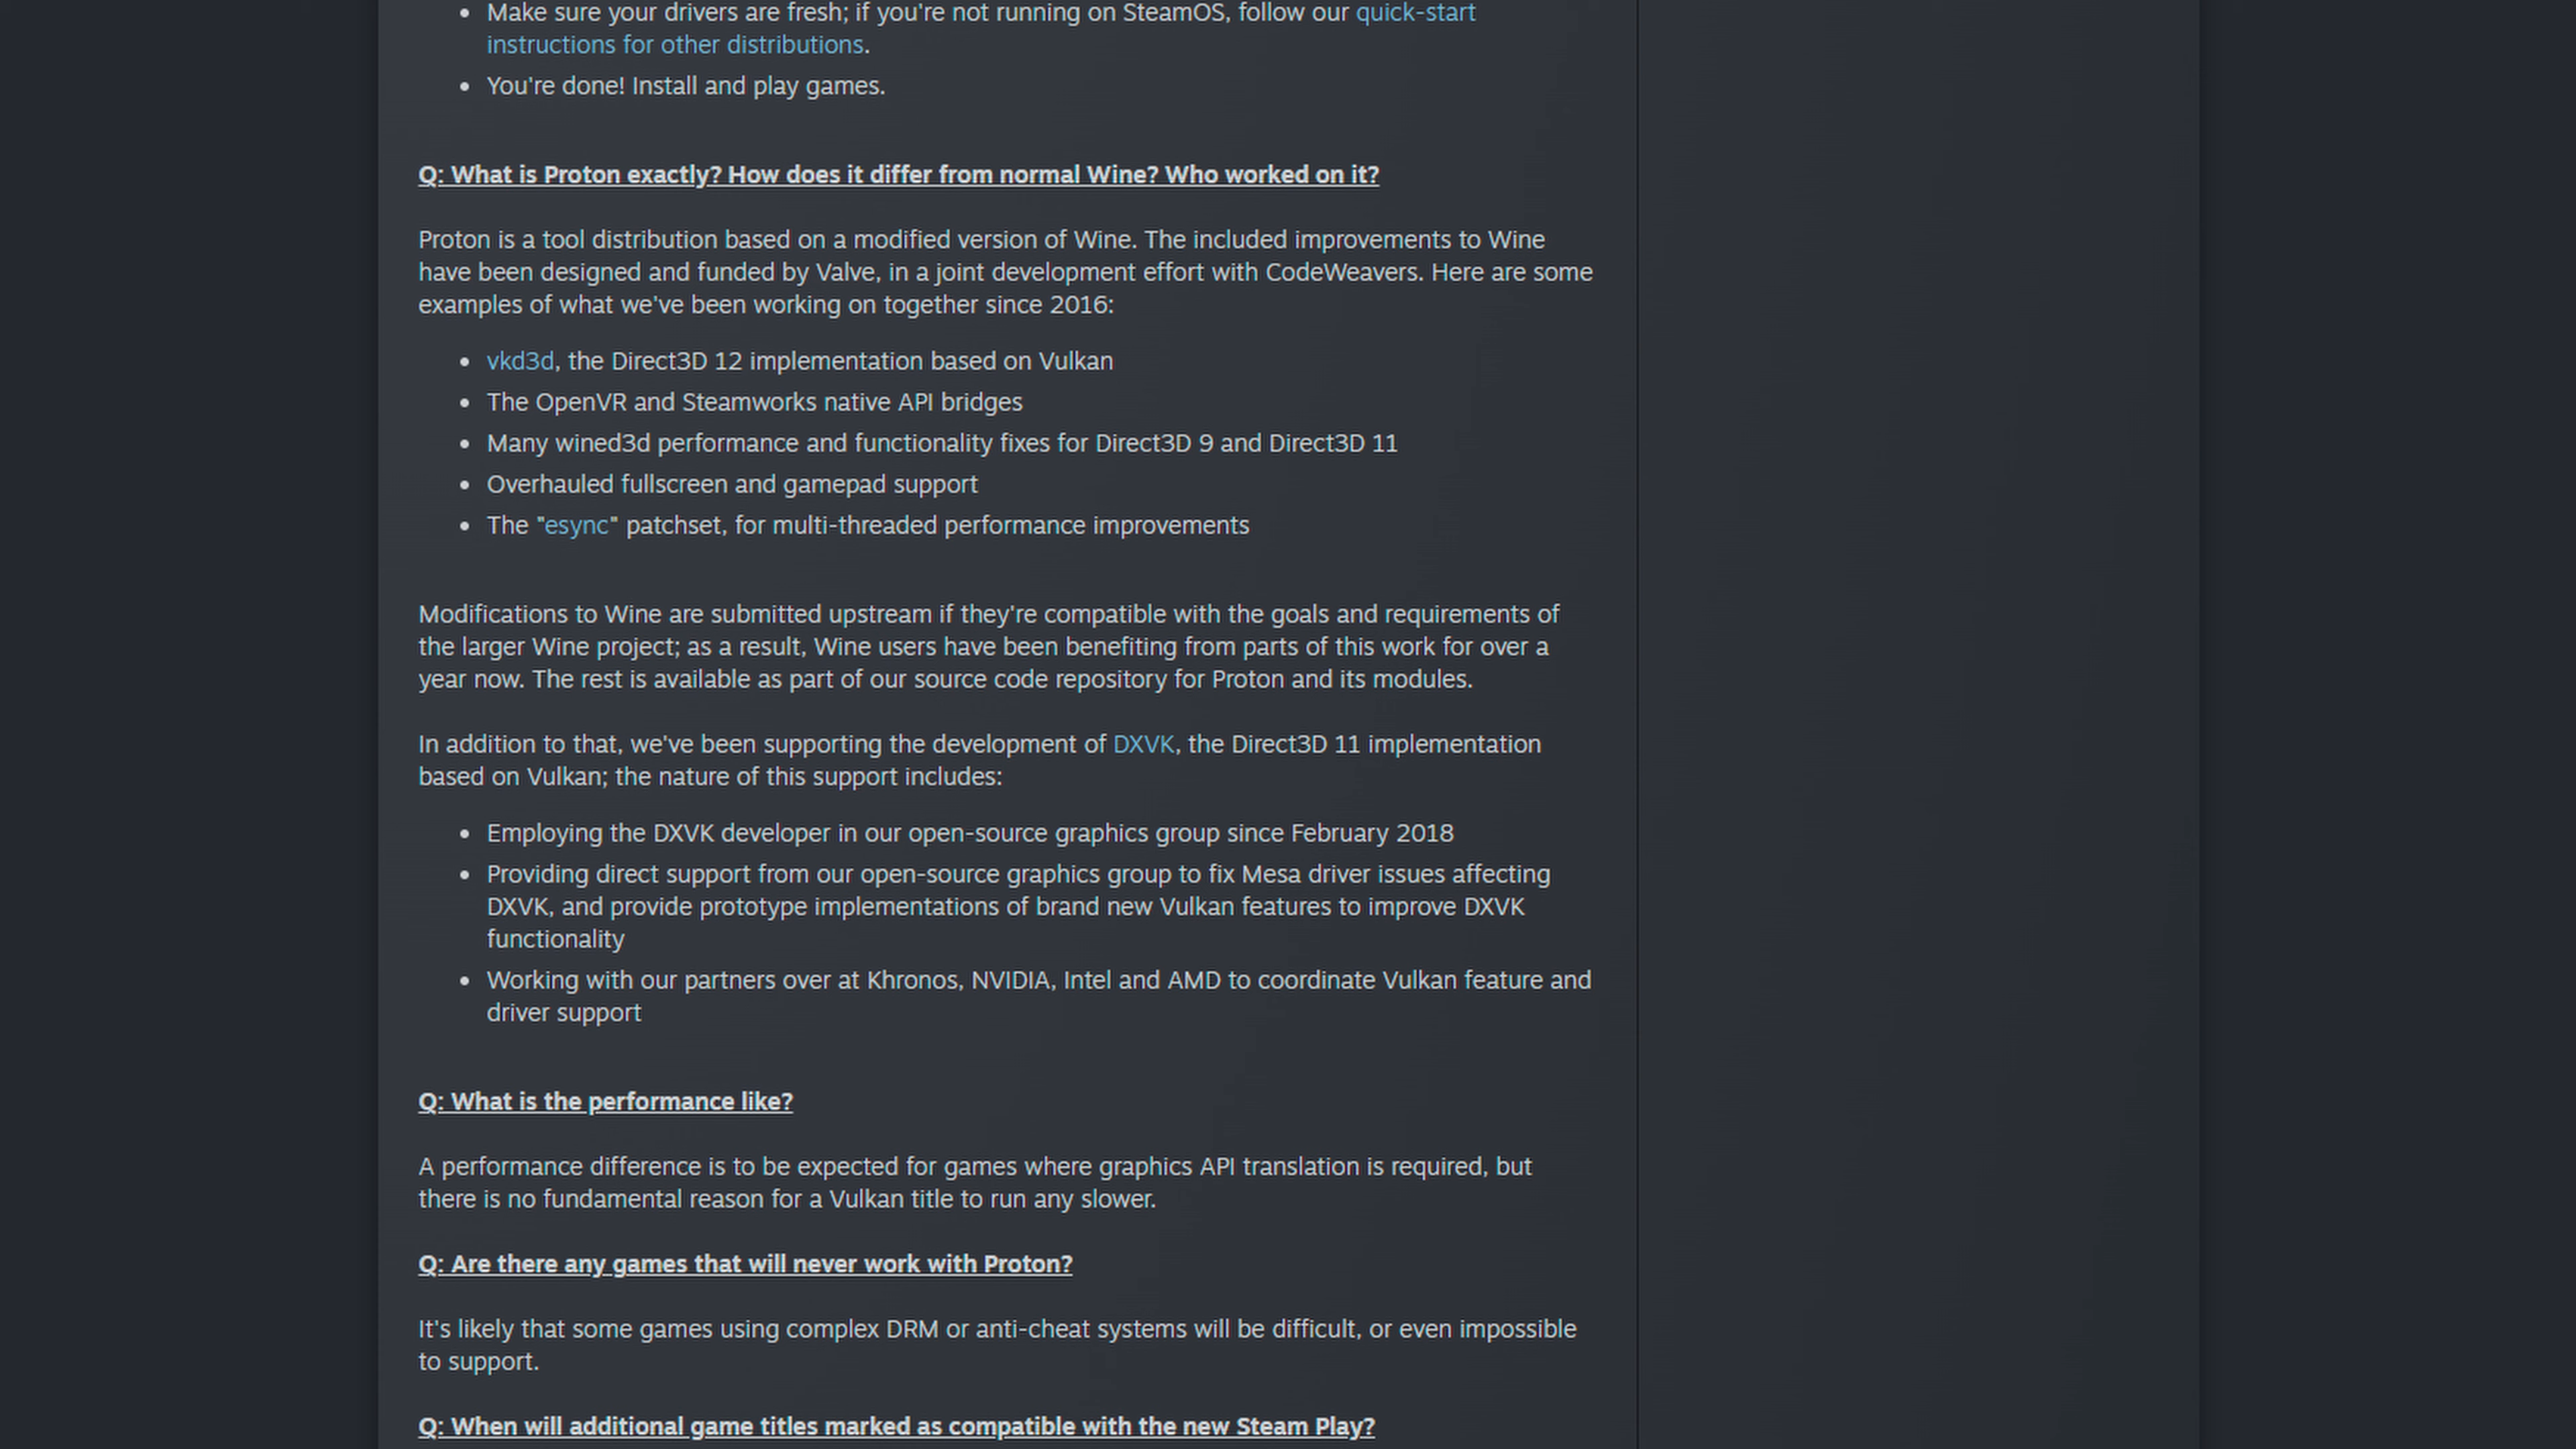 • Make sure your drivers are fresh; if you're not running on SteamOS, follow our quick-start
instructions for other distributions.
• You're done! Install and play games.
Q: What is Proton exactly? How does it differ from normal Wine? Who worked on it?
Proton is a tool distribution based on a modified version of Wine. The included improvements to Wine
have been designed and funded by Valve, in a joint development effort with CodeWeavers. Here are some
examples of what we've been working on together since 2016:
• vkd3d, the Direct3D 12 implementation based on Vulkan
• The OpenVR and Steamworks native API bridges
• Many wined3d performance and functionality fixes for Direct3D 9 and Direct3D 11
• Overhauled fullscreen and gamepad support
• The "esync" patchset, for multi-threaded performance improvements
Modifications to Wine are submitted upstream if they're compatible with the goals and requirements of
the larger Wine project; as a result, Wine users have been benefiting from parts of this work for over a
year now. The rest is available as part of our source code repository for Proton and its modules.
In addition to that, we've been supporting the development of DXVK, the Direct3D 11 implementation
based on Vulkan; the nature of this support includes:
• Employing the DXVK developer in our open-source graphics group since February 2018
• Providing direct support from our open-source graphics group to fix Mesa driver issues affecting
DXVK, and provide prototype implementations of brand new Vulkan features to improve DXVK
functionality
• Working with our partners over at Khronos, NVIDIA, Intel and AMD to coordinate Vulkan feature and
driver support
Q: What is the performance like?
A performance difference is to be expected for games where graphics API translation is required, but
there is no fundamental reason for a Vulkan title to run any slower.
Q: Are there any games that will never work with Proton?
It's likely that some games using complex DRM or anti-cheat systems will be difficult, or even impossible
to support.
Q: When will additional game titles marked as compatible with the new Steam Play?